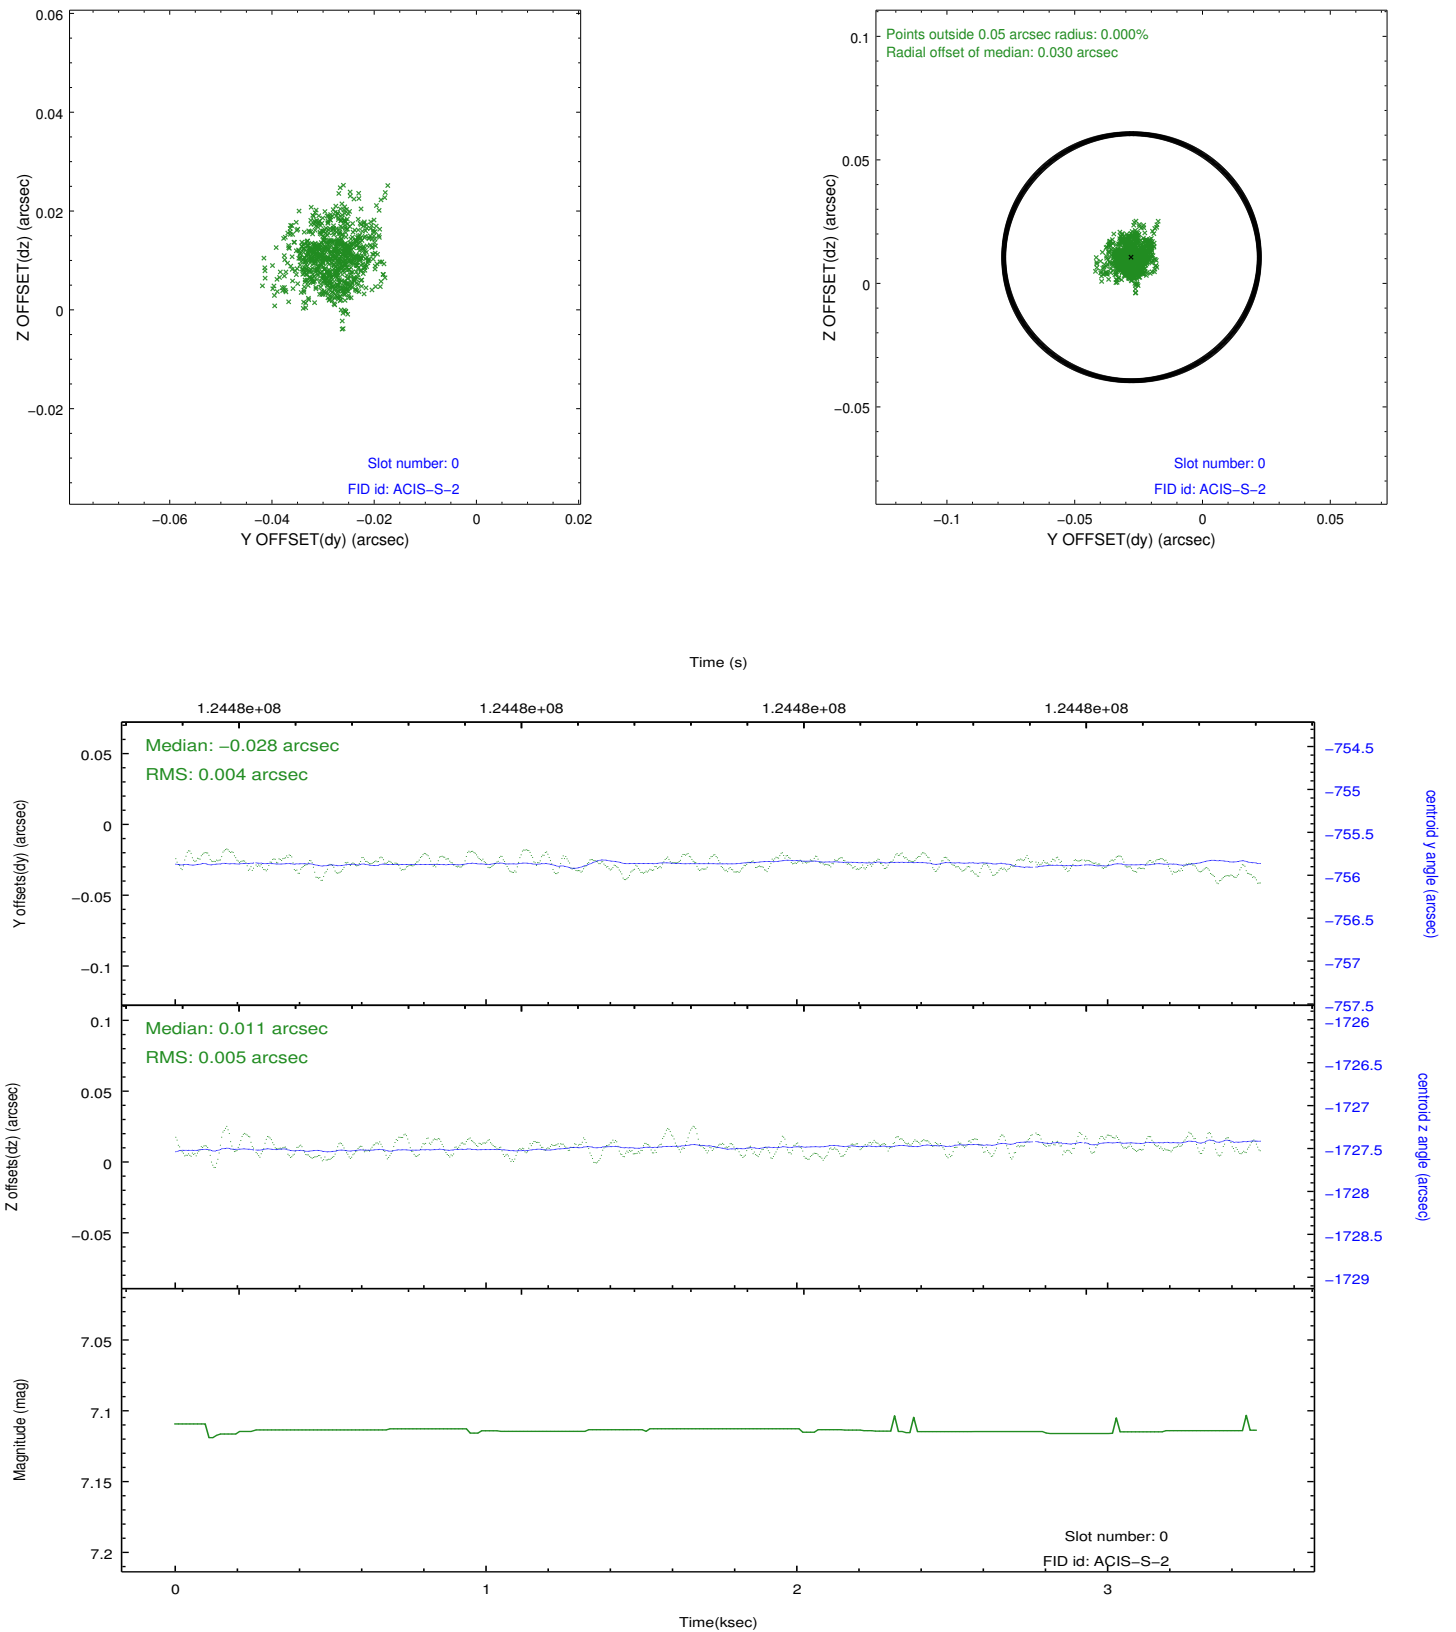 0.06
0.04
0.02
0
−0.02
Z OFFSET(dz) (arcsec)
Slot number: 0
FID id: ACIS−S−2
−0.06
−0.04
−0.02
0
0.02
Y OFFSET(dy) (arcsec)
Points outside 0.05 arcsec radius: 0.000%
Radial offset of median: 0.030 arcsec
0.1
0.05
0
−0.05
Z OFFSET(dz) (arcsec)
Slot number: 0
FID id: ACIS−S−2
−0.1
−0.05
0
0.05
Y OFFSET(dy) (arcsec)
Time (s)
1.2448e+08
1.2448e+08
1.2448e+08
1.2448e+08
Median: −0.028 arcsec
RMS: 0.004 arcsec
0.05
0
−0.05
−0.1
Y offsets(dy) (arcsec)
−754.5
−755
−755.5
−756
−756.5
−757
−757.5
centroid y angle (arcsec)
Median: 0.011 arcsec
RMS: 0.005 arcsec
0.1
0.05
0
−0.05
Z offsets(dz) (arcsec)
−1726
−1726.5
−1727
−1727.5
−1728
−1728.5
−1729
centroid z angle (arcsec)
7.05
7.1
7.15
7.2
Magnitude (mag)
Slot number: 0
FID id: ACIS−S−2
0
1
2
3
Time(ksec)